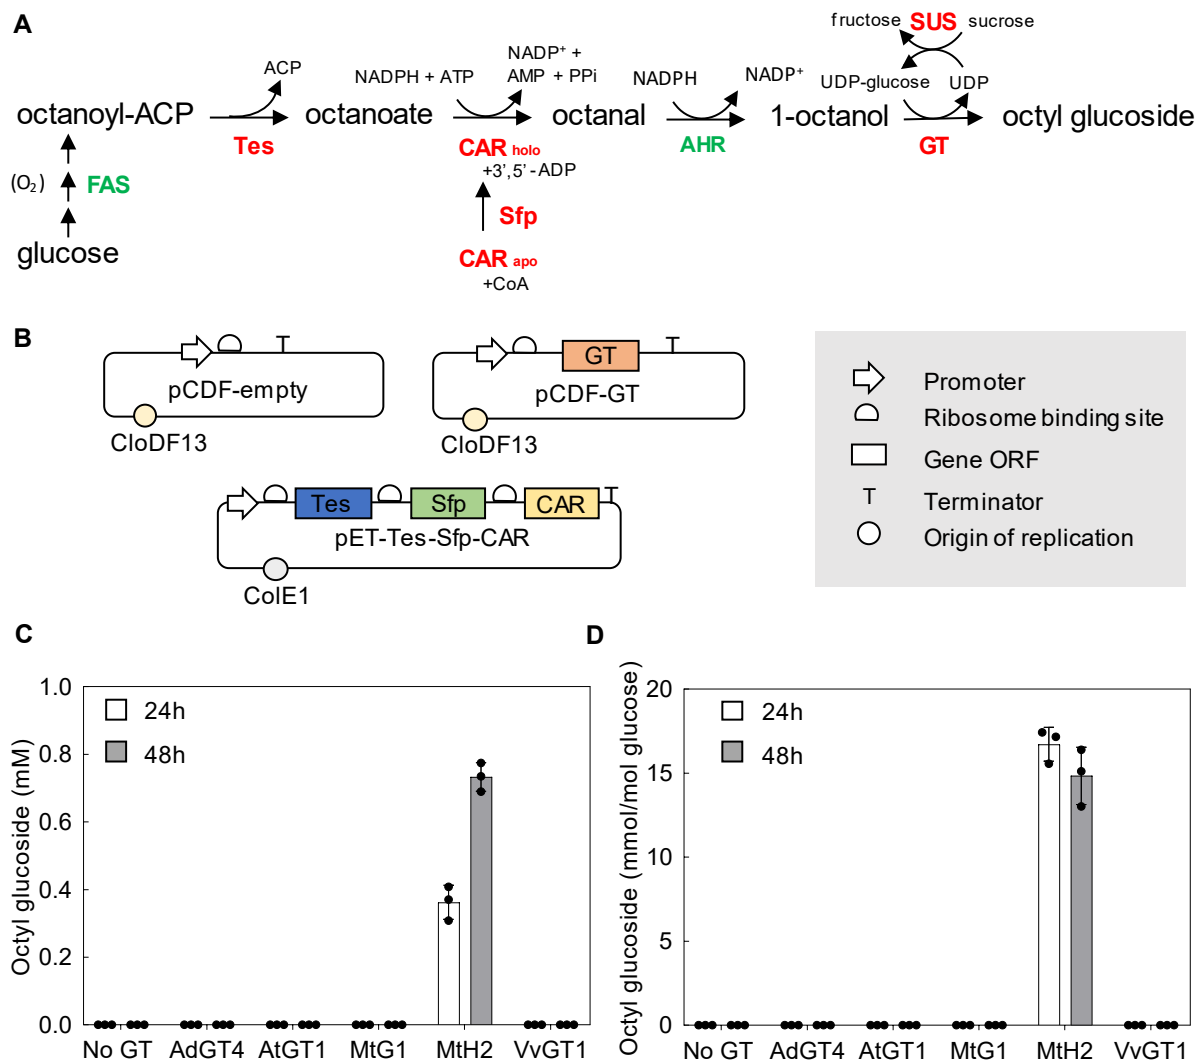 A
fructose SUS sucrose
ACP
NADP⁺ +
NADPH + ATP
AMP + PPi
NADPH
NADP⁺
UDP-glucose
UDP
octanoyl-ACP
octanoate
octanal
1-octanol
octyl glucoside
Tes
CAR holo
AHR
GT
+3',5'-ADP
(O₂)
FAS
Sfp
glucose
CAR apo
+CoA
B
GT
pCDF-empty
pCDF-GT
CloDF13
CloDF13
Tes
Sfp
CAR
T
T
T
pET-Tes-Sfp-CAR
ColE1
Promoter
Ribosome binding site
Gene ORF
T
Terminator
Origin of replication
C
Octyl glucoside (mM)
1.0
0.8
0.6
0.4
0.2
0.0
24h
48h
No GT AdGT4 AtGT1 MtG1 MtH2 VvGT1
D
Octyl glucoside (mmol/mol glucose)
20
15
10
5
0
24h
48h
No GT AdGT4 AtGT1 MtG1 MtH2 VvGT1